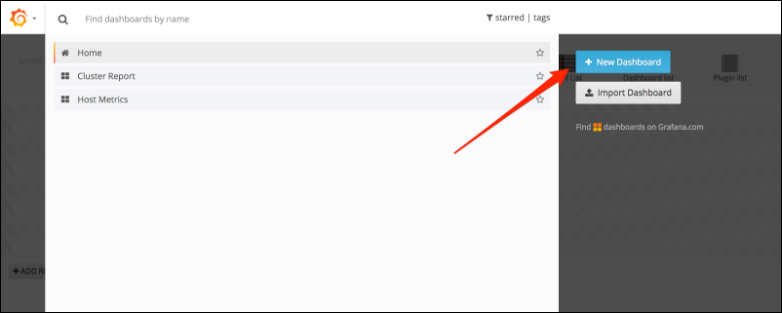 Find dashboards by name
starred | tags
Home
Cluster Report
Host Metrics
+ New Dashboard
Import Dashboard
Dashboard list
Plugin list
Find dashboards on Grafana.com
+ ADD R